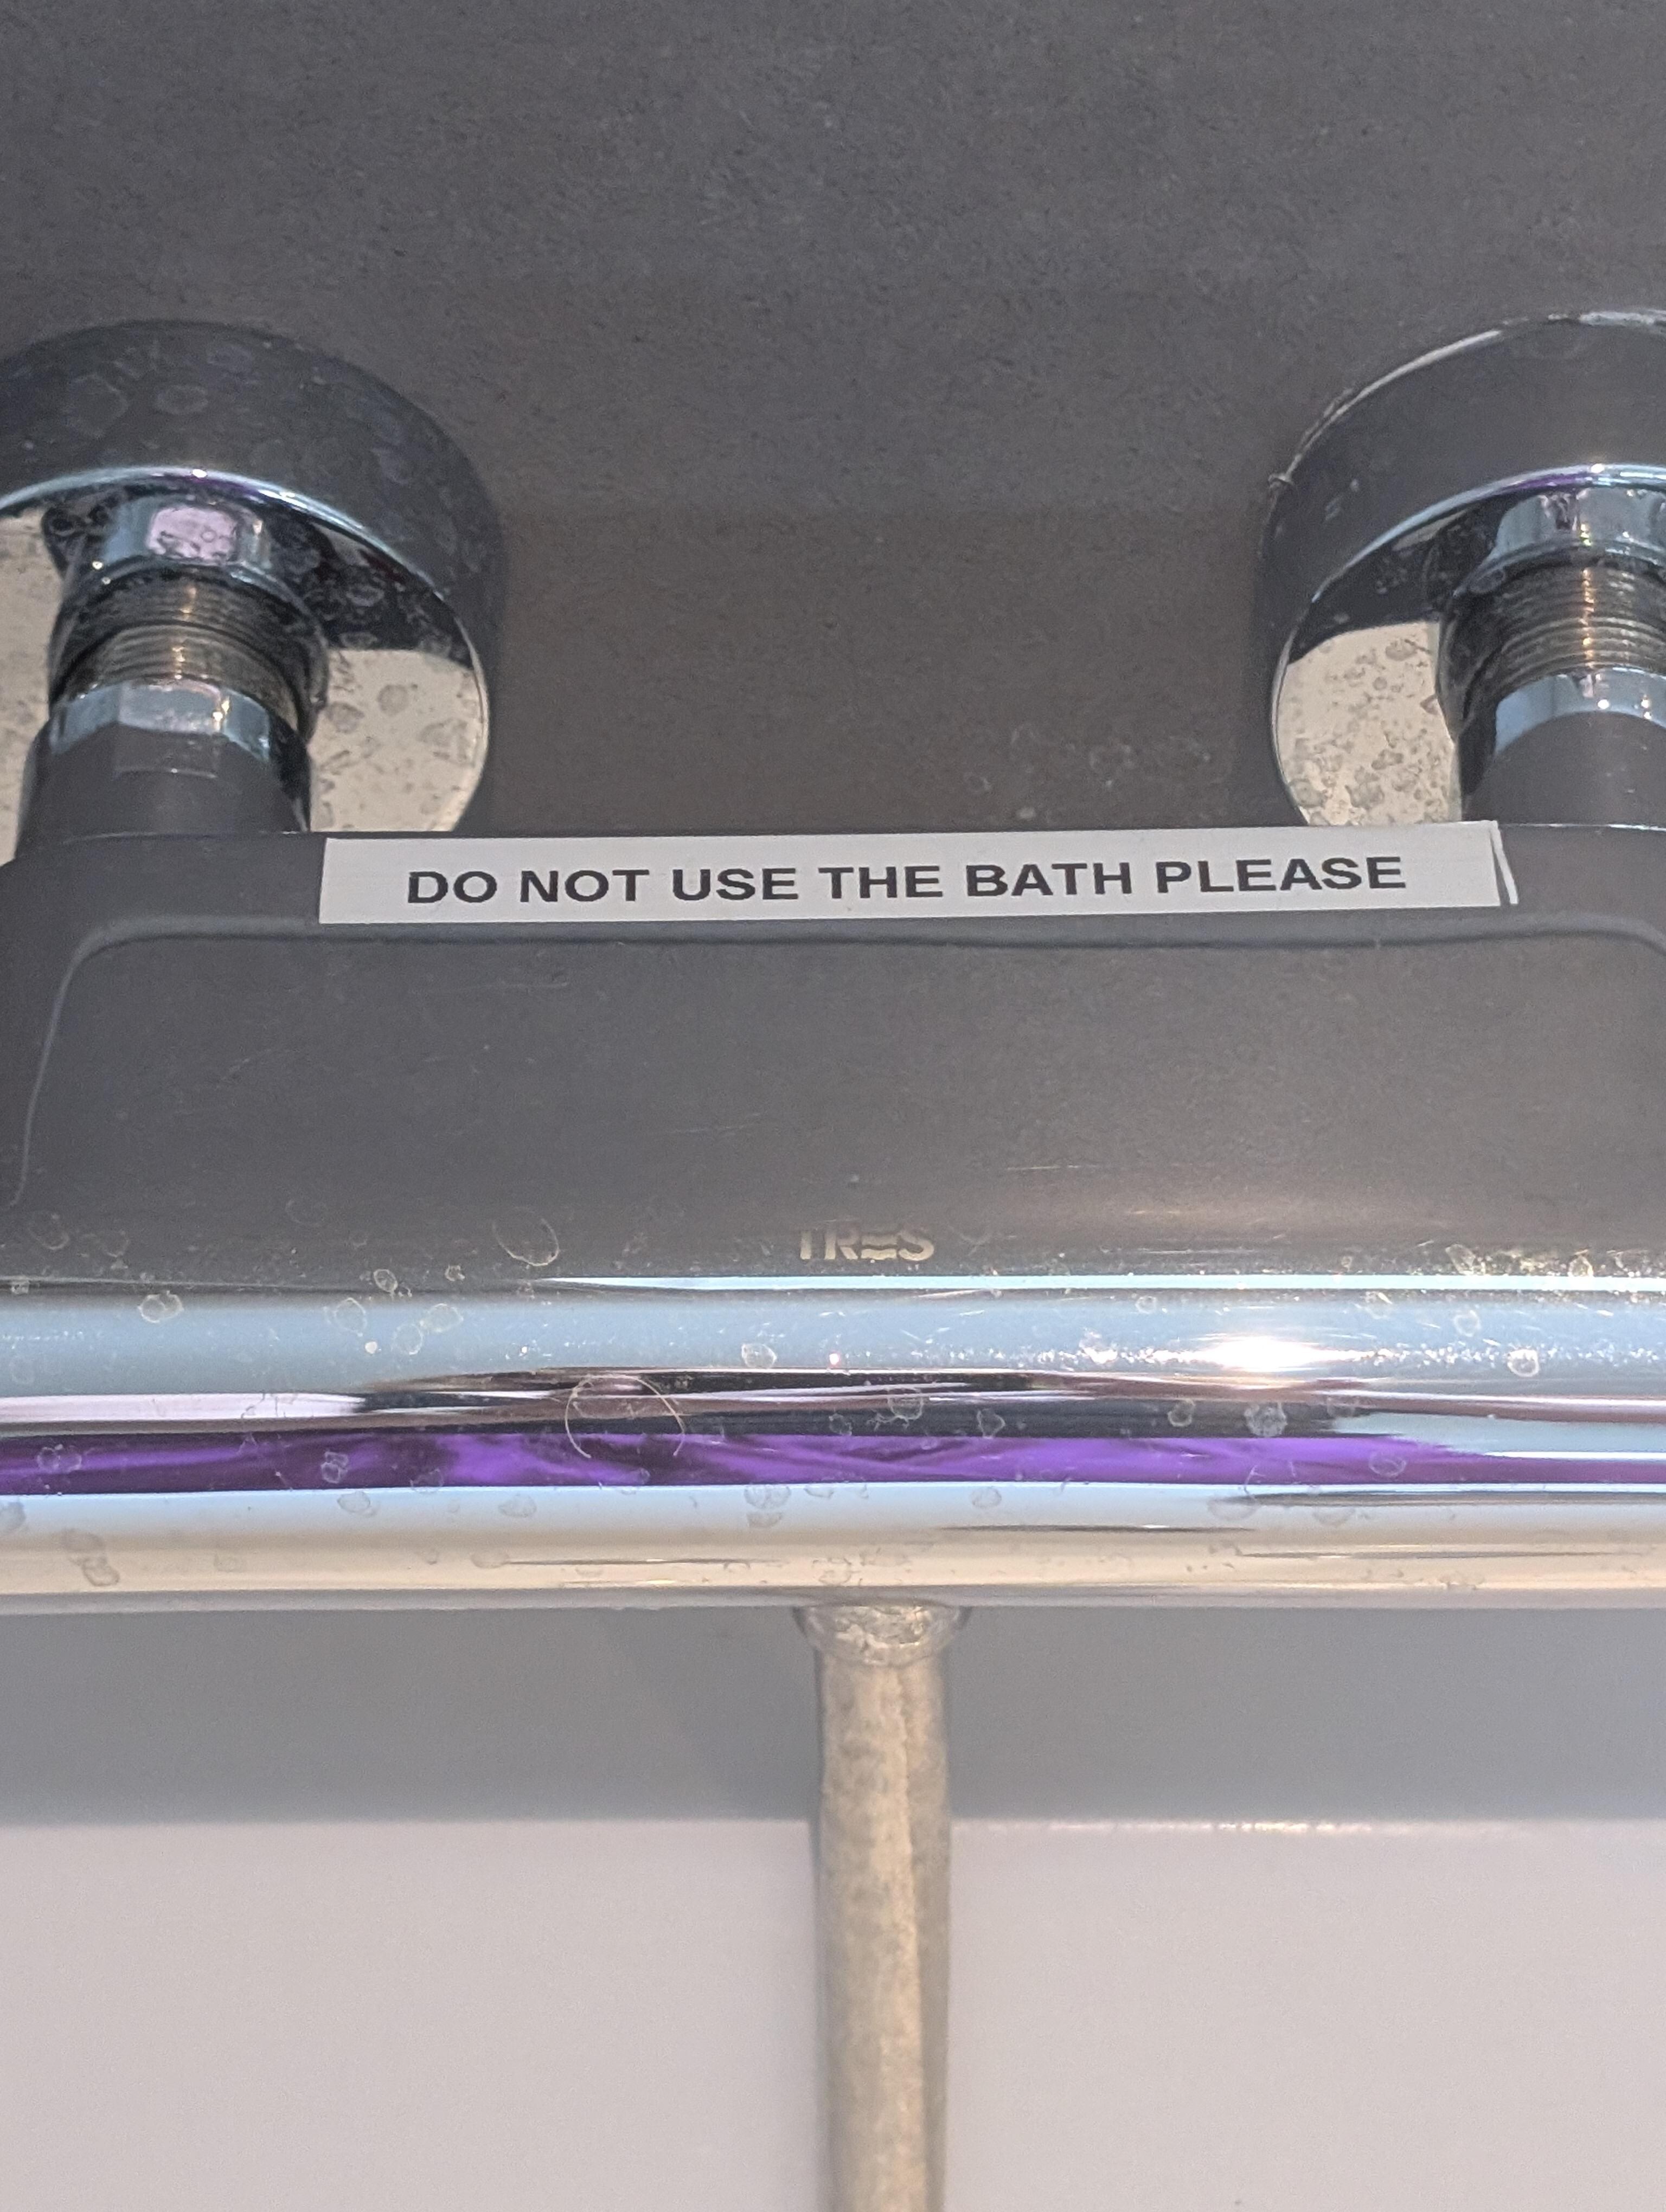 DO NOT USE THE BATH PLEASE
TRES